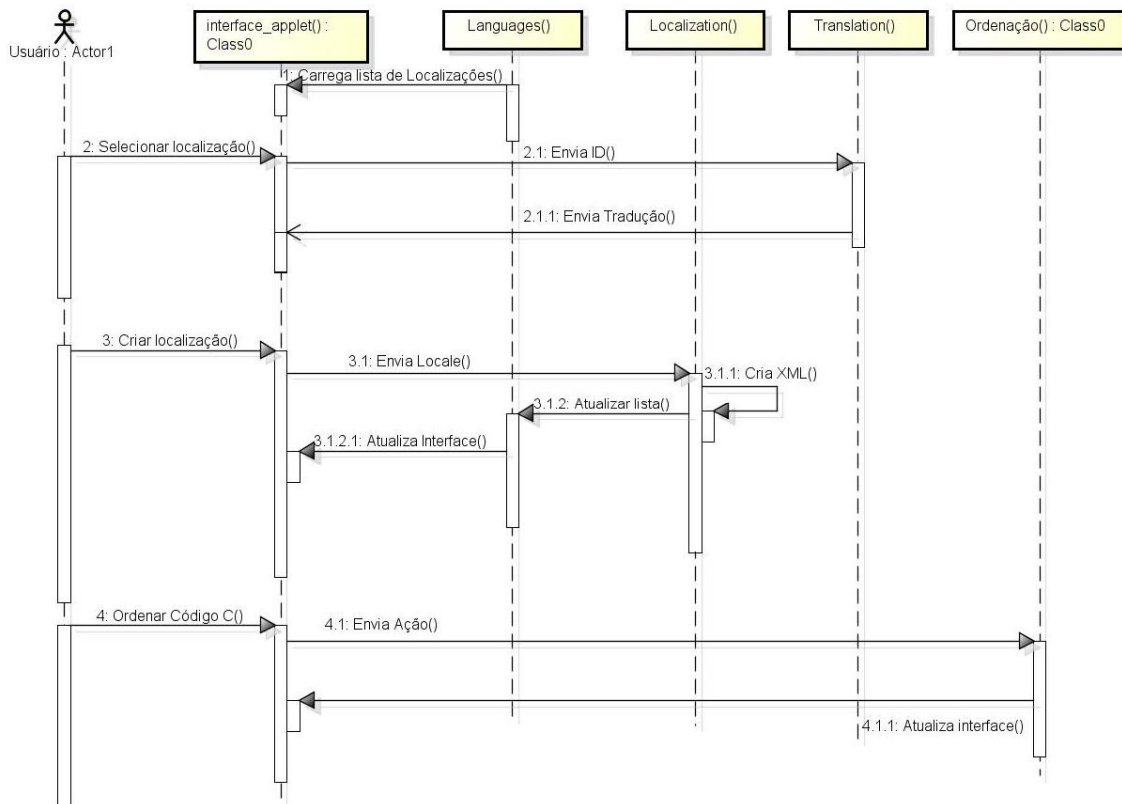 Usuário : Actor1
interface_applet() :
Class0
Languages()
Localization()
Translation()
Ordenação() : Class0
1: Carrega lista de Localizações()
2: Selecionar localização()
2.1: Envia ID()
2.1.1: Envia Tradução()
3: Criar localização()
3.1: Envia Locale()
3.1.1: Cria XML()
3.1.2: Atualizar lista()
3.1.2.1: Atualiza Interface()
4: Ordenar Código C()
4.1: Envia Ação()
4.1.1: Atualiza interface()